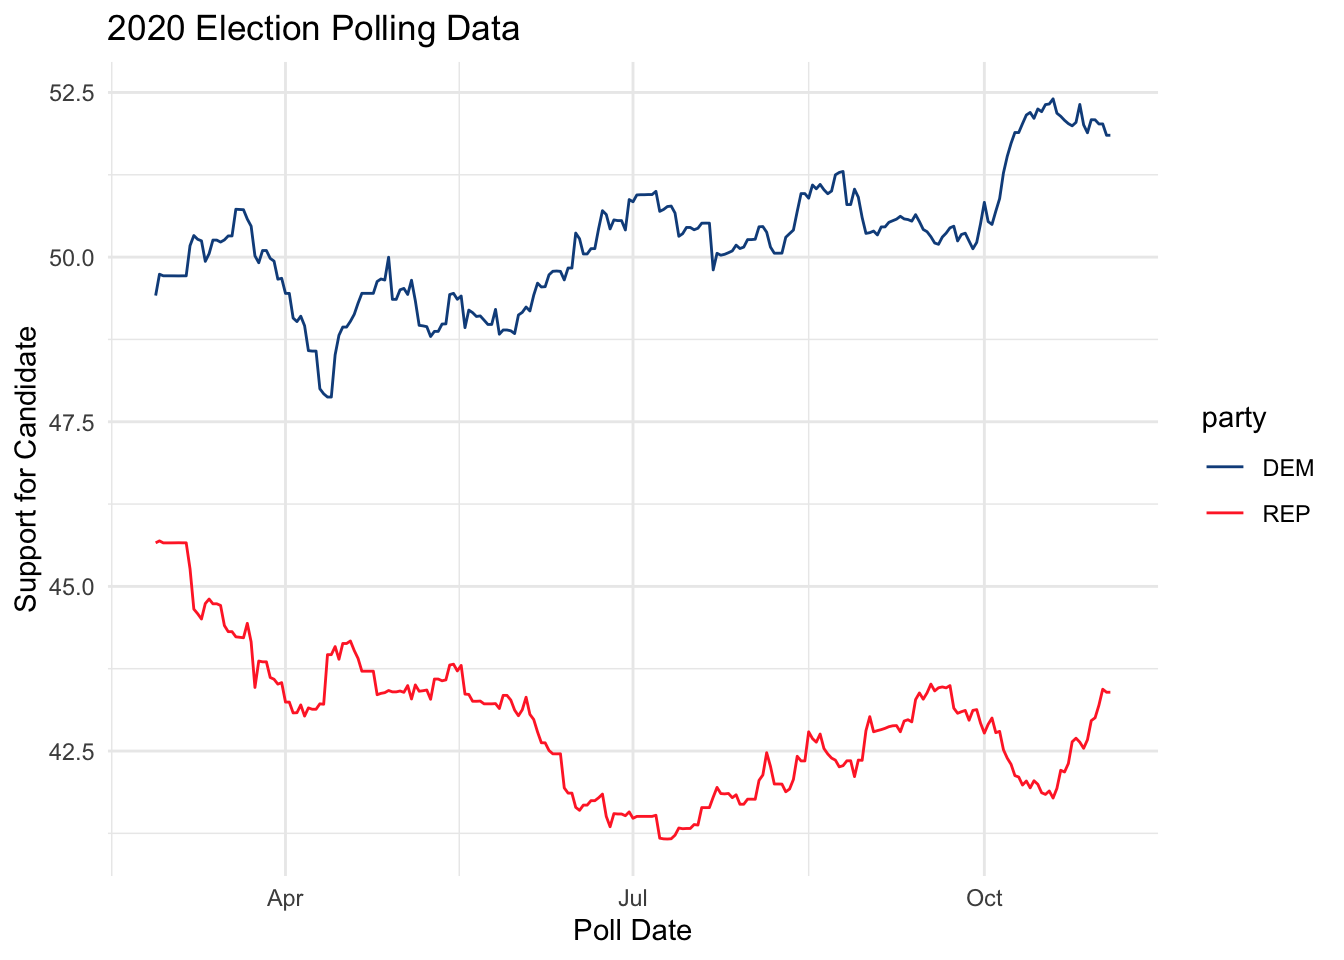 2020 Election Polling Data
52.5
50.0
47.5
45.0
42.5
Support for Candidate
Apr
Jul
Oct
Poll Date
party
DEM
REP